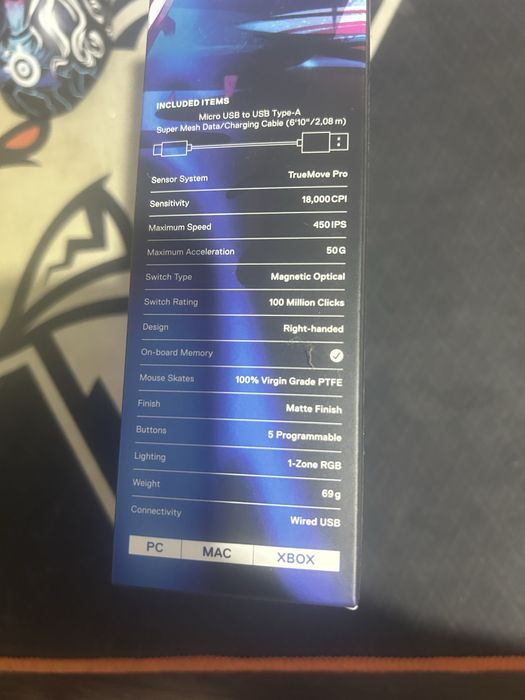 INCLUDED ITEMS
Micro USB to USB Type-A
Super Mesh Data/Charging Cable (6'10"/2,08 m)
Sensor System TrueMove Pro
Sensitivity 18,000 CPI
Maximum Speed 450 IPS
Maximum Acceleration 50 G
Switch Type Magnetic Optical
Switch Rating 100 Million Clicks
Design Right-handed
On-board Memory
Mouse Skates 100% Virgin Grade PTFE
Finish Matte Finish
Buttons 5 Programmable
Lighting 1-Zone RGB
Weight 69 g
Connectivity Wired USB
PC MAC XBOX